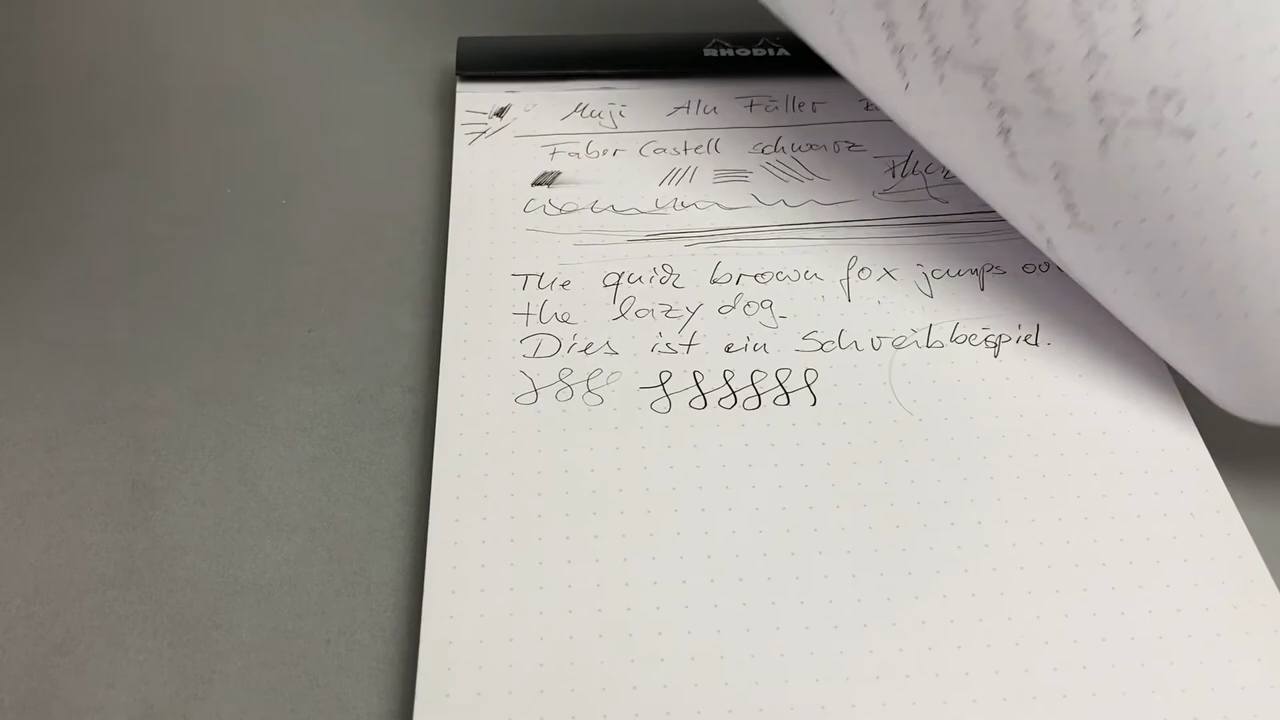 RHODIA
Muji Alu Füller
Faber Castell schwarz
The quick brown fox jumps
the lazy dog.
Dies ist ein Schreibbeispiel.